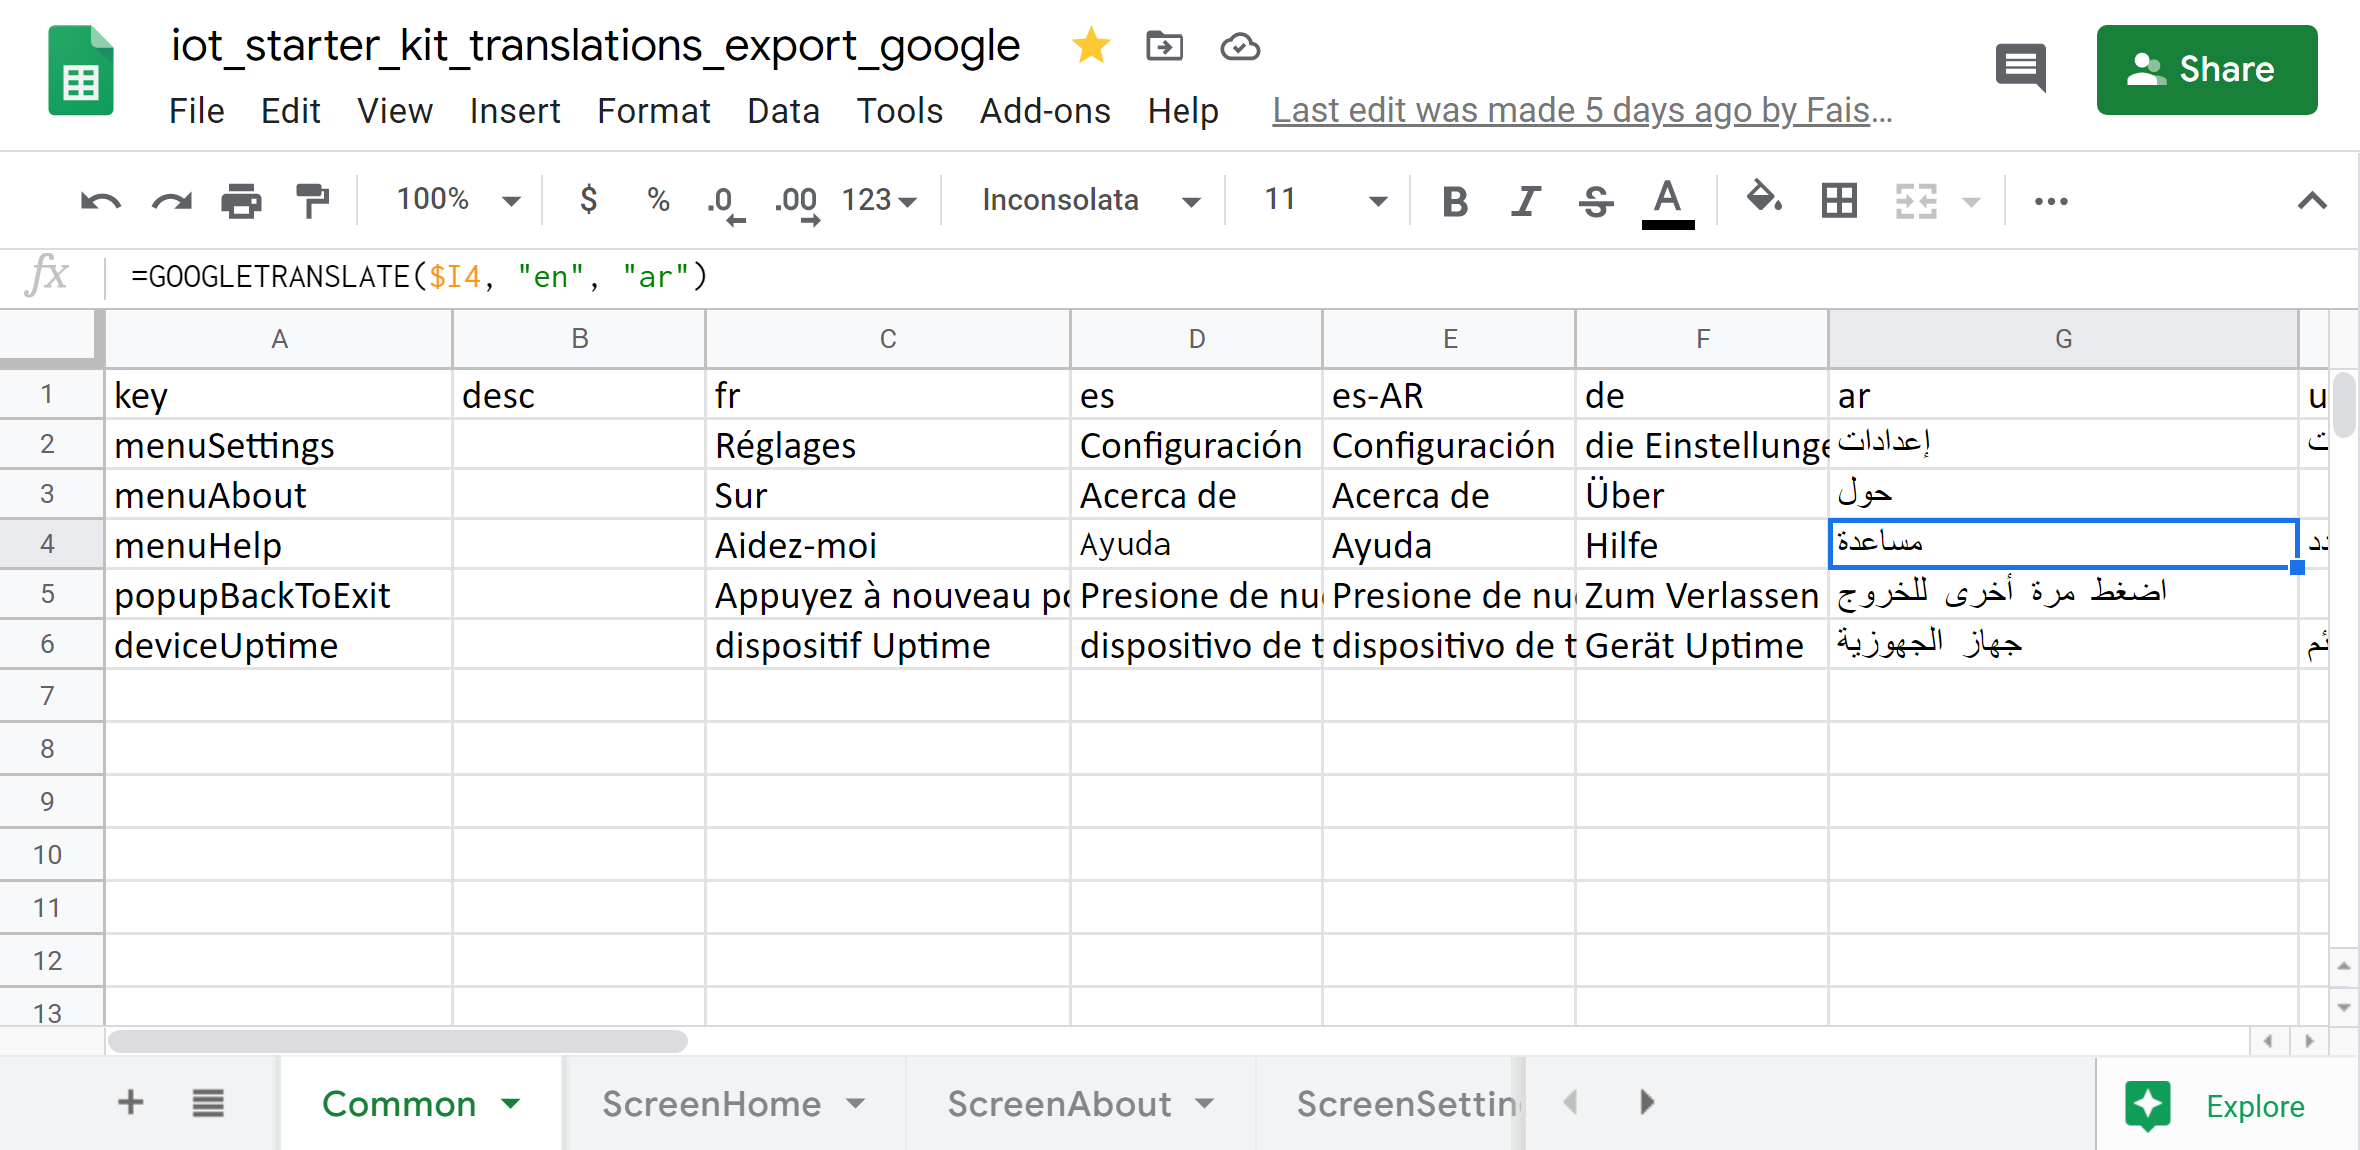 iot_starter_kit_translations_export_google
File Edit View Insert Format Data Tools Add-ons Help Last edit was made 5 days ago by Fais...
Share
100% $ % .0 .00 123 Inconsolata 11 B I S A
fx =GOOGLETRANSLATE($I4, "en", "ar")
A B C D E F G
1 key desc fr es es-AR de ar u
2 menuSettings Réglages Configuración Configuración die Einstellunge إعدادات ت
3 menuAbout Sur Acerca de Acerca de Über حول
4 menuHelp Aidez-moi Ayuda Ayuda Hilfe مساعدة
5 popupBackToExit Appuyez à nouveau po Presione de nu Presione de nu Zum Verlassen اضغط مرة أخرى للخروج
6 deviceUptime dispositif Uptime dispositivo de t dispositivo de t Gerät Uptime جهاز الجهوزية
7
8
9
10
11
12
13
+ Common ScreenHome ScreenAbout ScreenSettin Explore